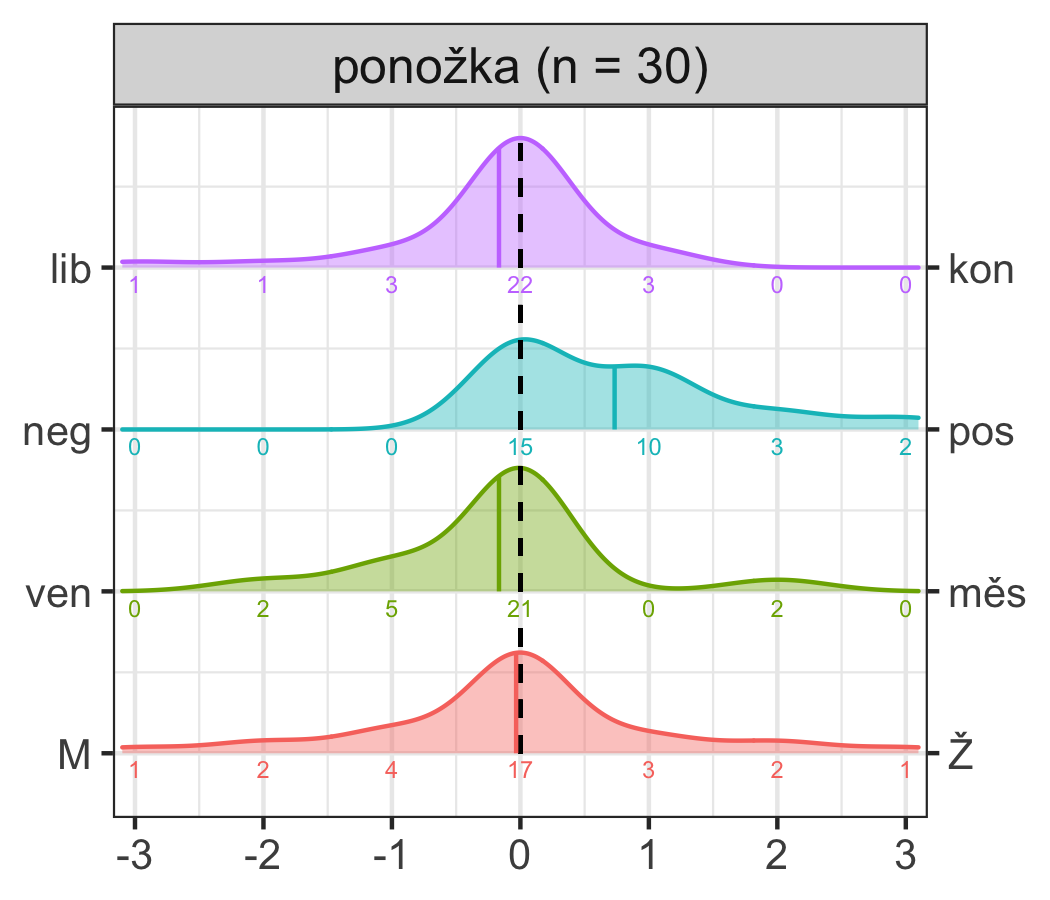 ponožka (n = 30)
lib kon
1 1 3 22 3 0 0
neg pos
0 0 0 15 10 3 2
ven měs
0 2 5 21 0 2 0
M Ž
1 2 4 17 3 2 1
-3 -2 -1 0 1 2 3